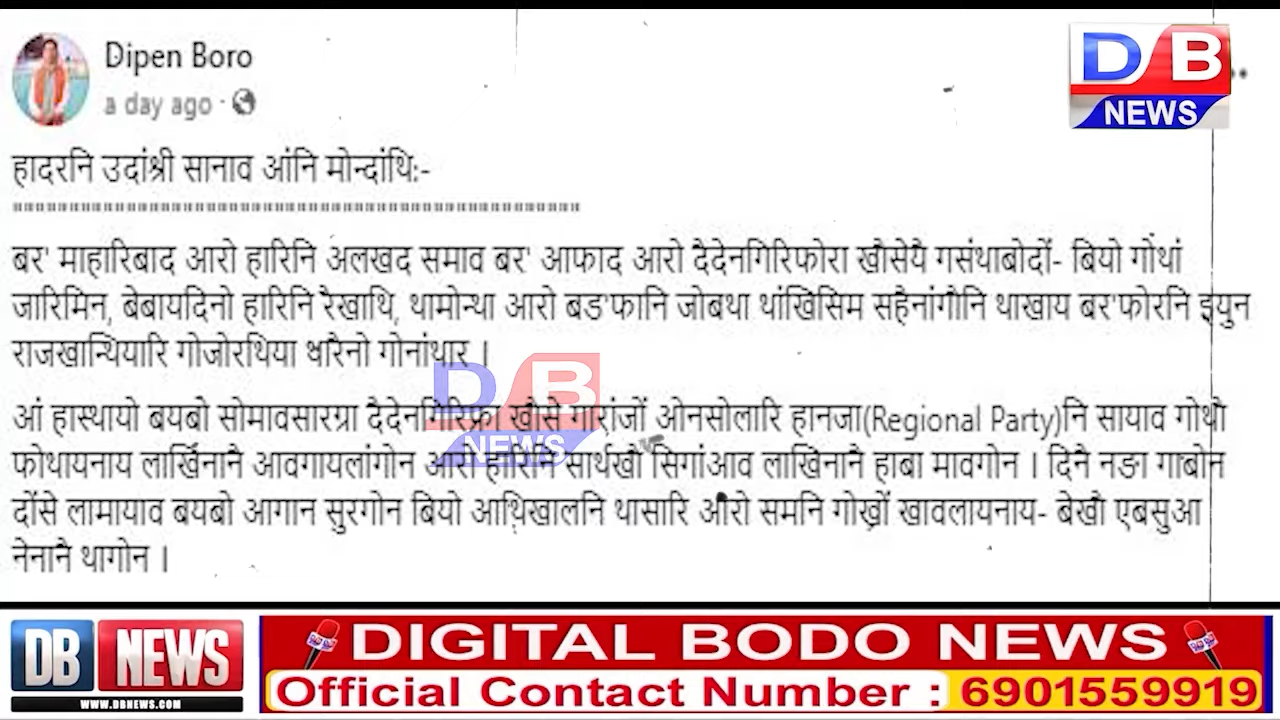 Dipen Boro
a day ago ·
DB
NEWS
हादरनि उदांश्री सानाव आंनि मोन्दांथिः-
बर' माहारिबाद आरो हारिनि अलखद समाव बर' आफाद आरो दैदेनगिरिफोरा खौसेयै गसंथाबोदों- बियो गोथां
जारिमिन, बेबायदिनो हारिनि रैखाथि, थामोन्था आरो बड'फानि जोबथा थांखिसिम सहैनांगौनि थाखाय बर'फोरनि इयुन
राजखान्थियारि गोजोरथिया थारैनो गोनांथार ।
DB
NEWS
आं हास्थायो बयबो सोमावसारग्रा दैदेनगिरिफ्रा खौसे गारांजों ओनसोलारि हानजा(Regional Party)नि सायाव गोथौ
फोथायनाय लाखिनानै आवगायलांगोन आरो हारिनि सार्थखौ सिगांआव लाखिनानै हाबा मावगोन । दिनै नङा गाबोन
दोंसे लामायाव बयबो आगान सुरगोन बियो आथिखालनि थासारि आरो समनि गोख्रों खावलायनाय- बेखौ एबसुआ
नेनानै थागोन ।
DB NEWS
WWW.DBNEWS.COM
DIGITAL BODO NEWS
Official Contact Number : 6901559919